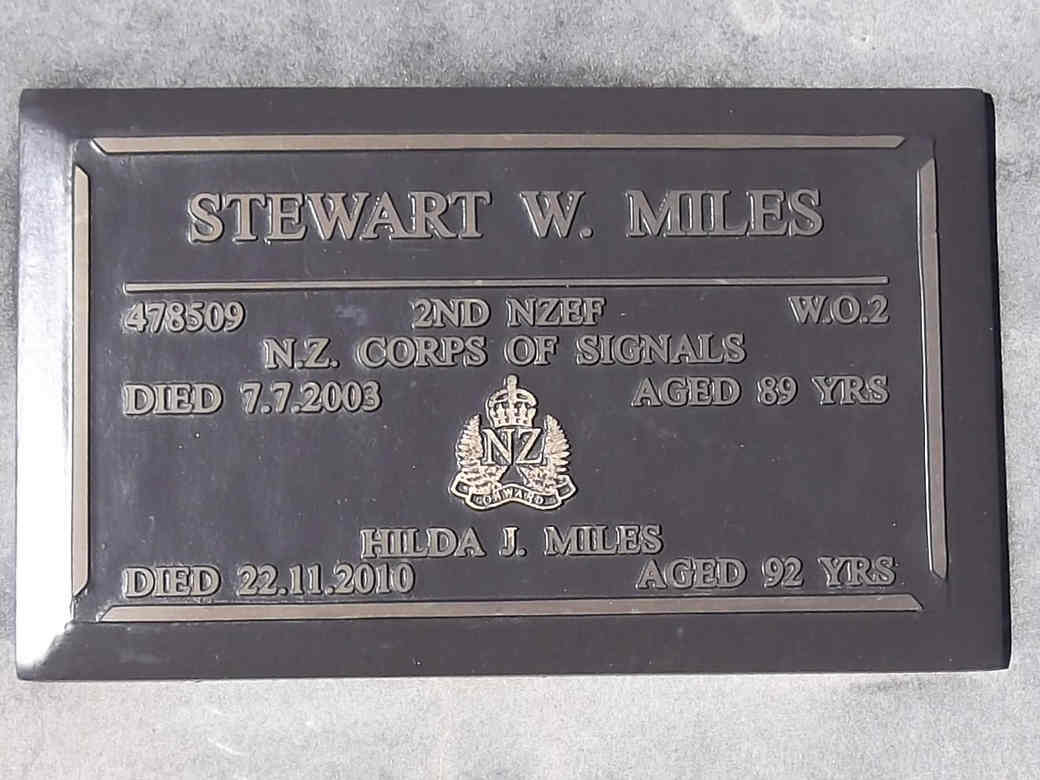 STEWART W. MILES
478509 2ND NZEF W.O.2
N.Z. CORPS OF SIGNALS
DIED 7.7.2003 AGED 89 YRS
NZ
ONWARD
HILDA J. MILES
DIED 22.11.2010 AGED 92 YRS